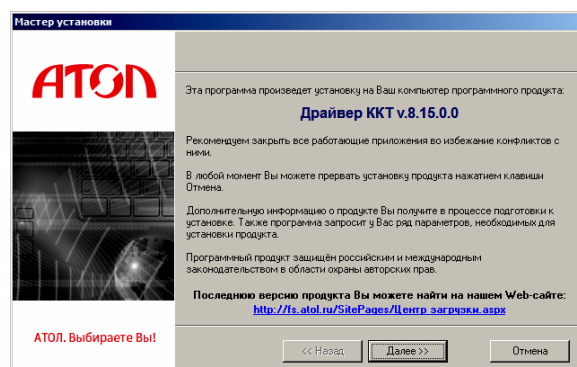 Мастер установки
АТОЛ
Эта программа произведет установку на Ваш компьютер программного продукта:
Драйвер ККТ v.8.15.0.0
Рекомендуем закрыть все работающие приложения во избежание конфликтов с
ними.
В любой момент Вы можете прервать установку продукта нажатием клавиши
Отмена.
Дополнительную информацию о продукте Вы получите в процессе подготовки к
установке. Также программа запросит у Вас ряд параметров, необходимых для
установки продукта.
Программный продукт защищён российским и международным
законодательством в области охраны авторских прав.
Последнюю версию продукта Вы можете найти на нашем Web-сайте:
http://fs.atol.ru/SitePages/Центр загрузки.aspx
АТОЛ. Выбираете Вы!
<< Назад
Далее >>
Отмена